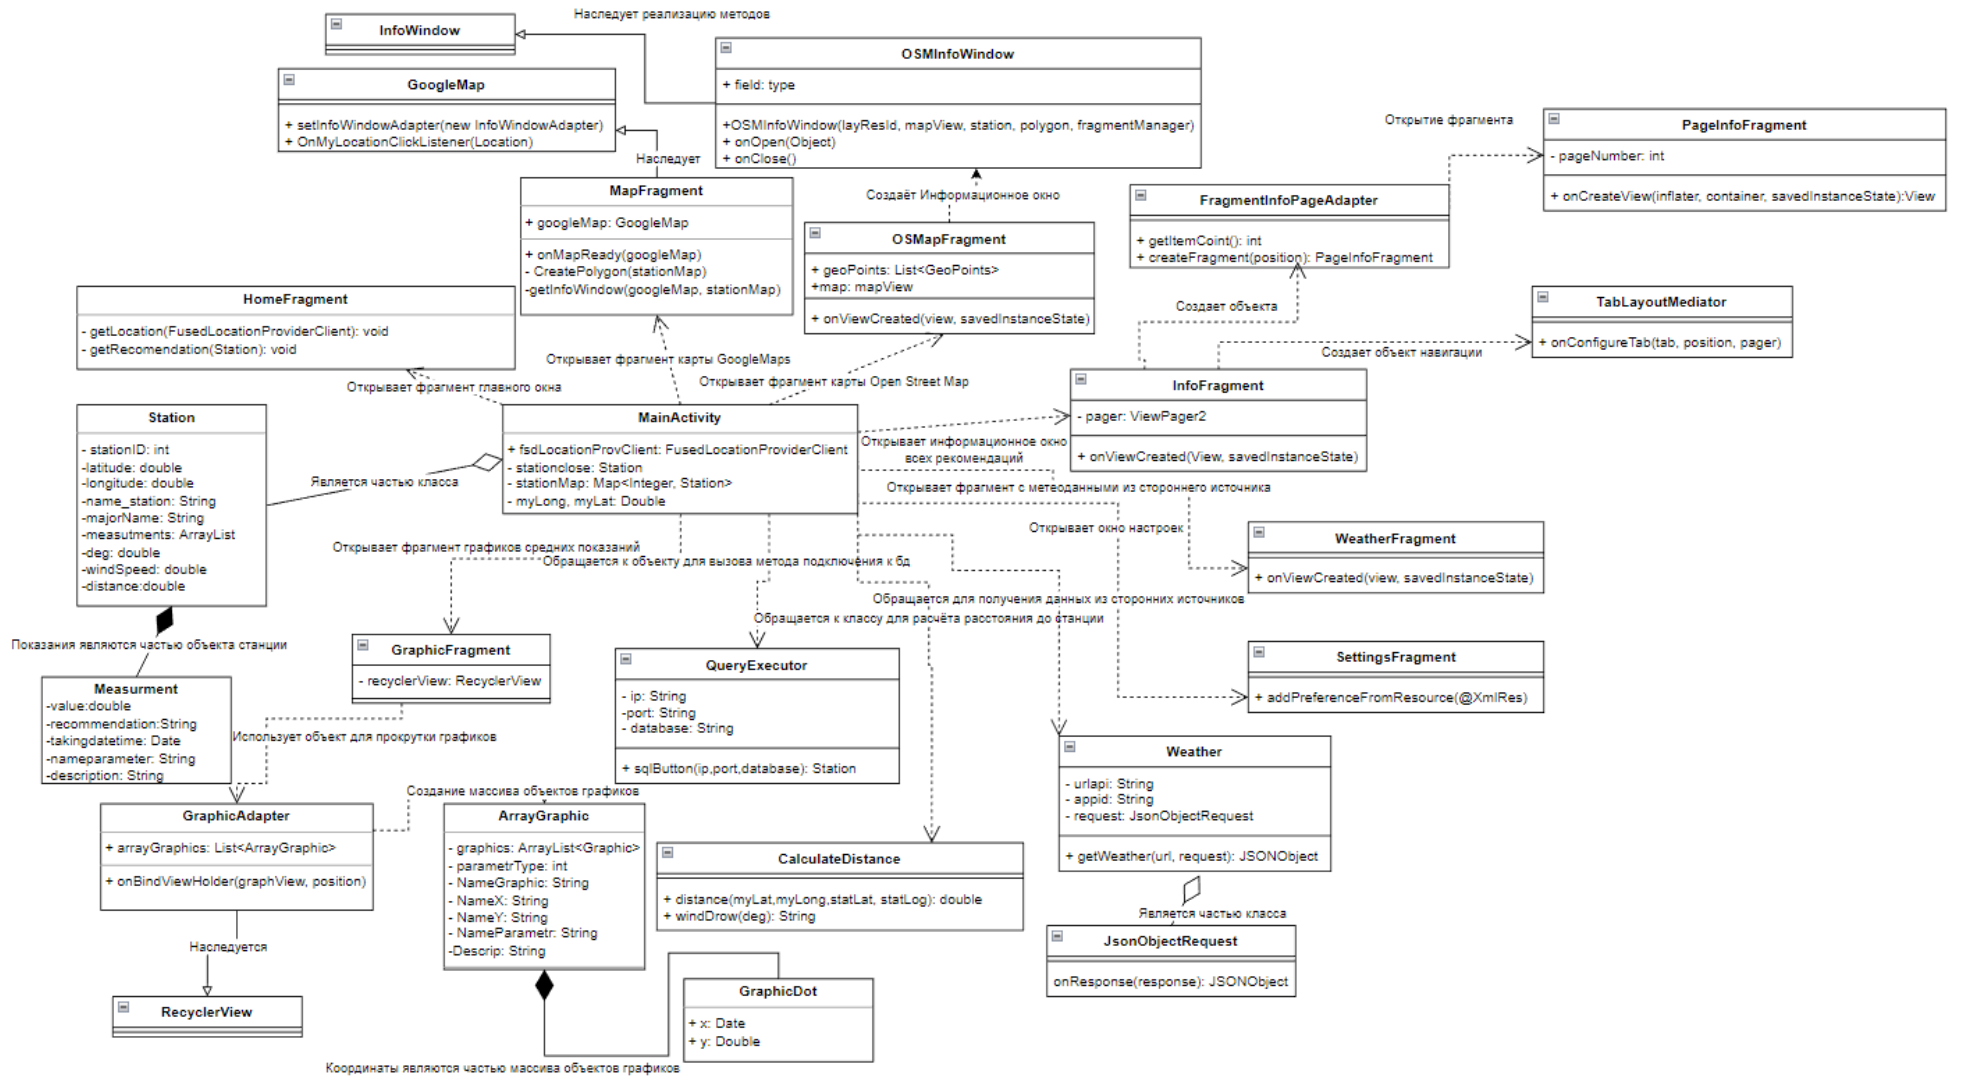 Наследует реализацию методов
InfoWindow
OSMInfoWindow
+ field: type
+OSMInfoWindow(layResId, mapView, station, polygon, fragmentManager)
+ onOpen(Object)
+ onClose()
GoogleMap
+ setInfoWindowAdapter(new InfoWindowAdapter)
+ OnMyLocationClickListener(Location)
Наследует
Открытие фрагмента
PageInfoFragment
- pageNumber: int
+ onCreateView(inflater, container, savedInstanceState):View
MapFragment
+ googleMap: GoogleMap
+ onMapReady(googleMap)
- CreatePolygon(stationMap)
-getInfoWindow(googleMap, stationMap)
Создаёт Информационное окно
OSMapFragment
+ geoPoints: List<GeoPoints>
+map: mapView
+ onViewCreated(view, savedInstanceState)
FragmentInfoPageAdapter
+ getItemCoint(): int
+ createFragment(position): PageInfoFragment
Создает объекта
HomeFragment
- getLocation(FusedLocationProviderClient): void
- getRecomendation(Station): void
TabLayoutMediator
+ onConfigureTab(tab, position, pager)
Создает объект навигации
Открывает фрагмент карты GoogleMaps
Открывает фрагмент главного окна
Открывает фрагмент карты Open Street Map
InfoFragment
- pager: ViewPager2
+ onViewCreated(View, savedInstanceState)
Station
- stationID: int
-latitude: double
-longitude: double
-name_station: String
-majorName: String
-measutments: ArrayList
-deg: double
-windSpeed: double
-distance:double
MainActivity
+ fsdLocationProvClient: FusedLocationProviderClient
- stationclose: Station
- stationMap: Map<Integer, Station>
- myLong, myLat: Double
Является частью класса
Открывает информационное окно
всех рекомендаций
Открывает фрагмент с метеоданными из стороннего источника
Открывает окно настроек
WeatherFragment
+ onViewCreated(view, savedInstanceState)
Открывает фрагмент графиков средних показаний
Обращается к объекту для вызова метода подключения к бд
Обращается для получения данных из сторонних источников
Обращается к классу для расчёта расстояния до станции
Показания являются частью объекта станции
GraphicFragment
- recyclerView: RecyclerView
QueryExecutor
- ip: String
-port: String
- database: String
+ sqlButton(ip,port,database): Station
SettingsFragment
+ addPreferenceFromResource(@XmlRes)
Measurment
-value:double
-recommendation:String
-takingdatetime: Date
-nameparameter: String
-description: String
Использует объект для прокрутки графиков
Weather
- urlapi: String
- appid: String
- request: JsonObjectRequest
+ getWeather(url, request): JSONObject
Создание массива объектов графиков
GraphicAdapter
+ arrayGraphics: List<ArrayGraphic>
+ onBindViewHolder(graphView, position)
ArrayGraphic
- graphics: ArrayList<Graphic>
- parametrType: int
- NameGraphic: String
- NameX: String
- NameY: String
- NameParametr: String
-Descrip: String
CalculateDistance
+ distance(myLat,myLong,statLat, statLog): double
+ windDrow(deg): String
Является частью класса
JsonObjectRequest
onResponse(response): JSONObject
Наследуется
RecyclerView
GraphicDot
+ x: Date
+ y: Double
Координаты являются частью массива объектов графиков